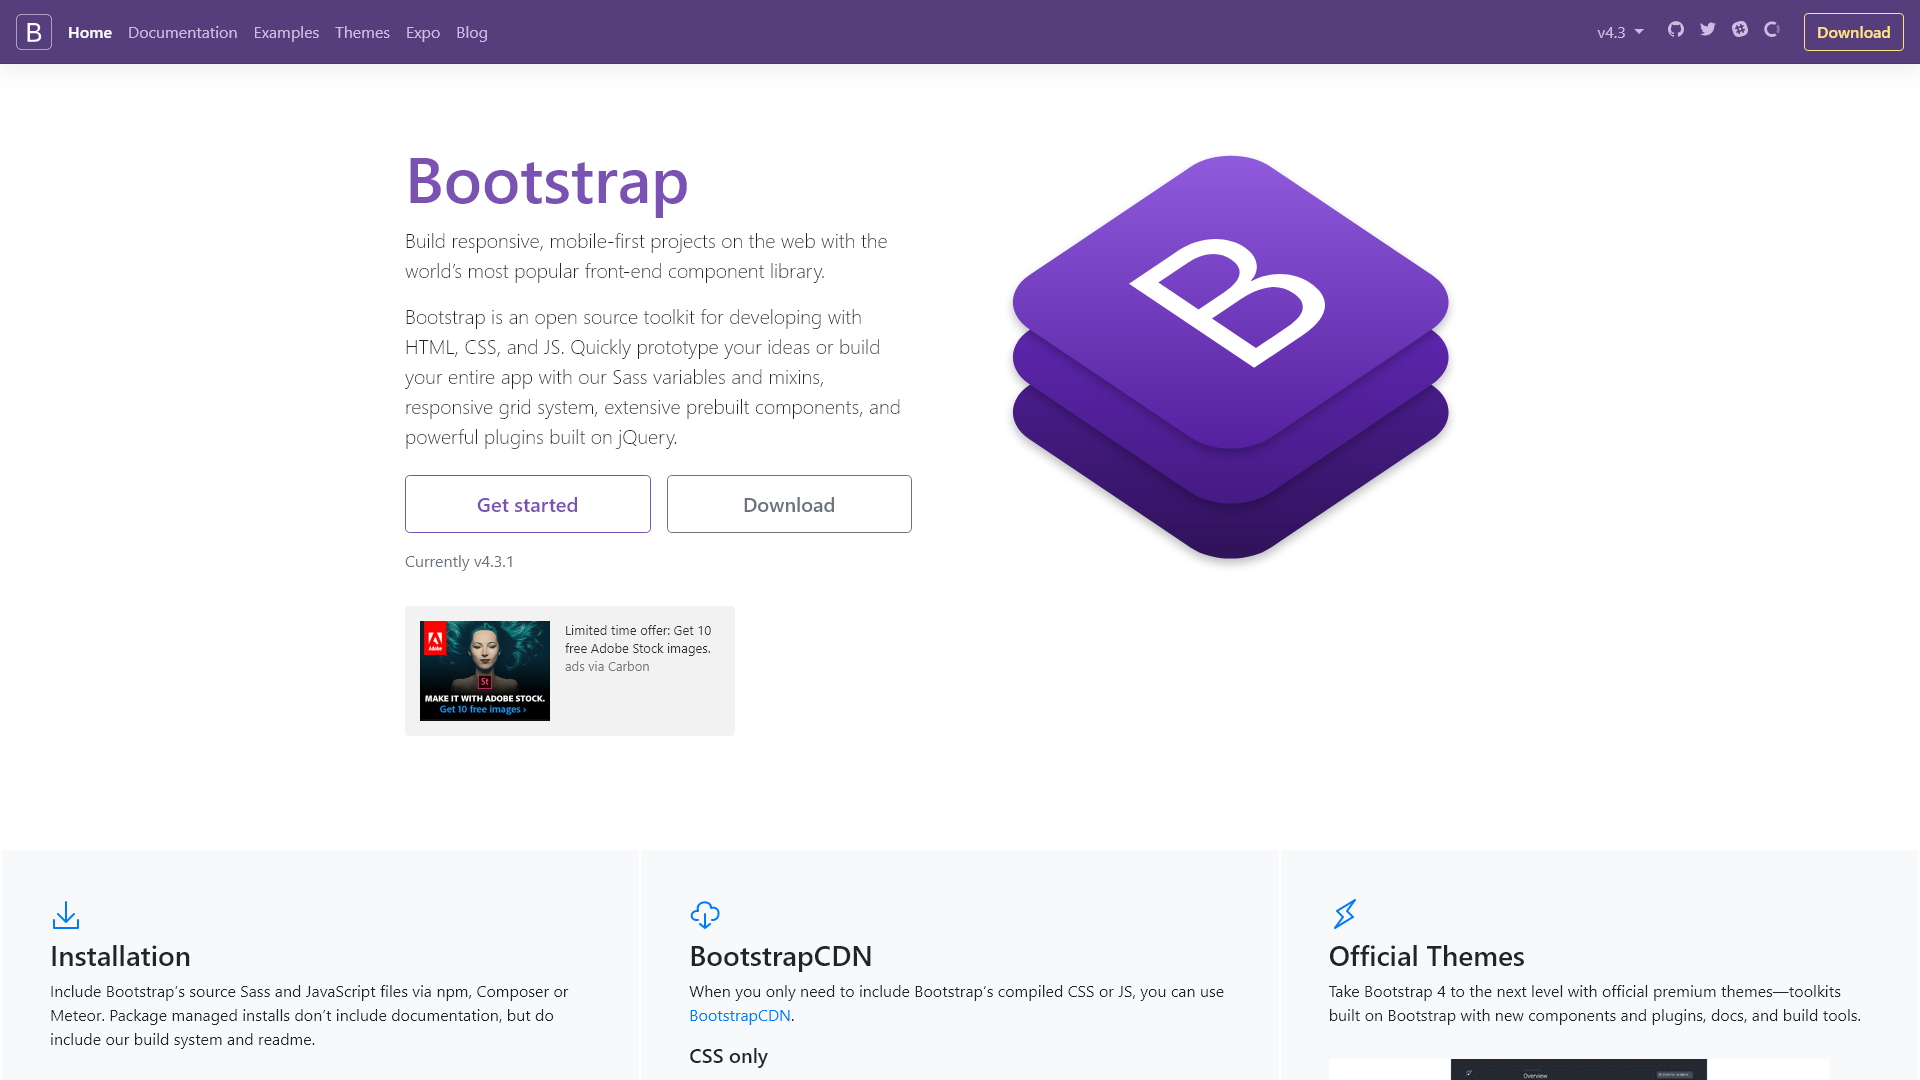 B Home Documentation Examples Themes Expo Blog v4.3 Download
Bootstrap
Build responsive, mobile-first projects on the web with the
world’s most popular front-end component library.
Bootstrap is an open source toolkit for developing with
HTML, CSS, and JS. Quickly prototype your ideas or build
your entire app with our Sass variables and mixins,
responsive grid system, extensive prebuilt components, and
powerful plugins built on jQuery.
Get started Download
Currently v4.3.1
B
Adobe
St
MAKE IT WITH ADOBE STOCK.
Get 10 free images ›
Limited time offer: Get 10
free Adobe Stock images.
ads via Carbon
Installation
Include Bootstrap’s source Sass and JavaScript files via npm, Composer or
Meteor. Package managed installs don’t include documentation, but do
include our build system and readme.
BootstrapCDN
When you only need to include Bootstrap’s compiled CSS or JS, you can use
BootstrapCDN.
CSS only
Official Themes
Take Bootstrap 4 to the next level with official premium themes—toolkits
built on Bootstrap with new components and plugins, docs, and build tools.
Overview